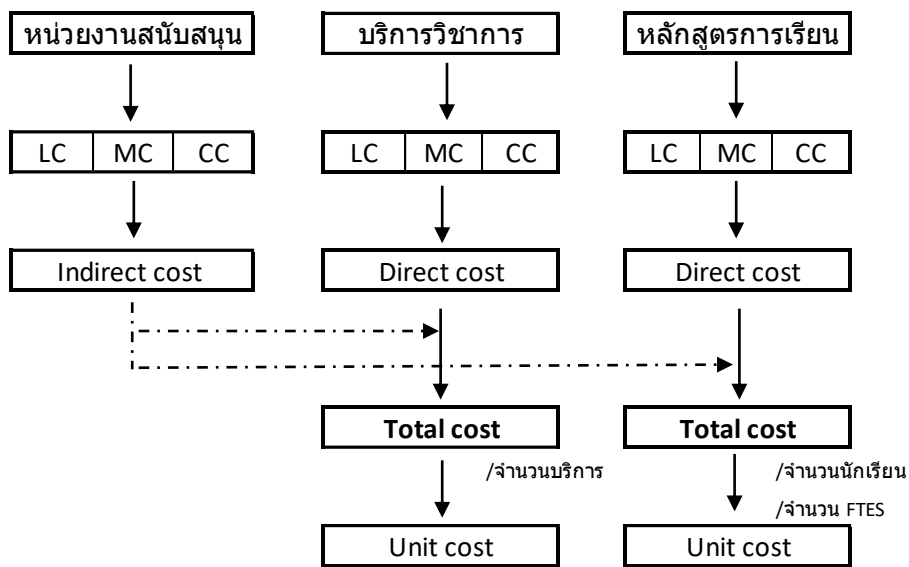 หน่วยงานสนับสนุน
บริการวิชาการ
หลักสูตรการเรียน
LC MC CC
LC MC CC
LC MC CC
Indirect cost
Direct cost
Direct cost
Total cost
Total cost
/จำนวนบริการ
/จำนวนนักเรียน
/จำนวน FTES
Unit cost
Unit cost